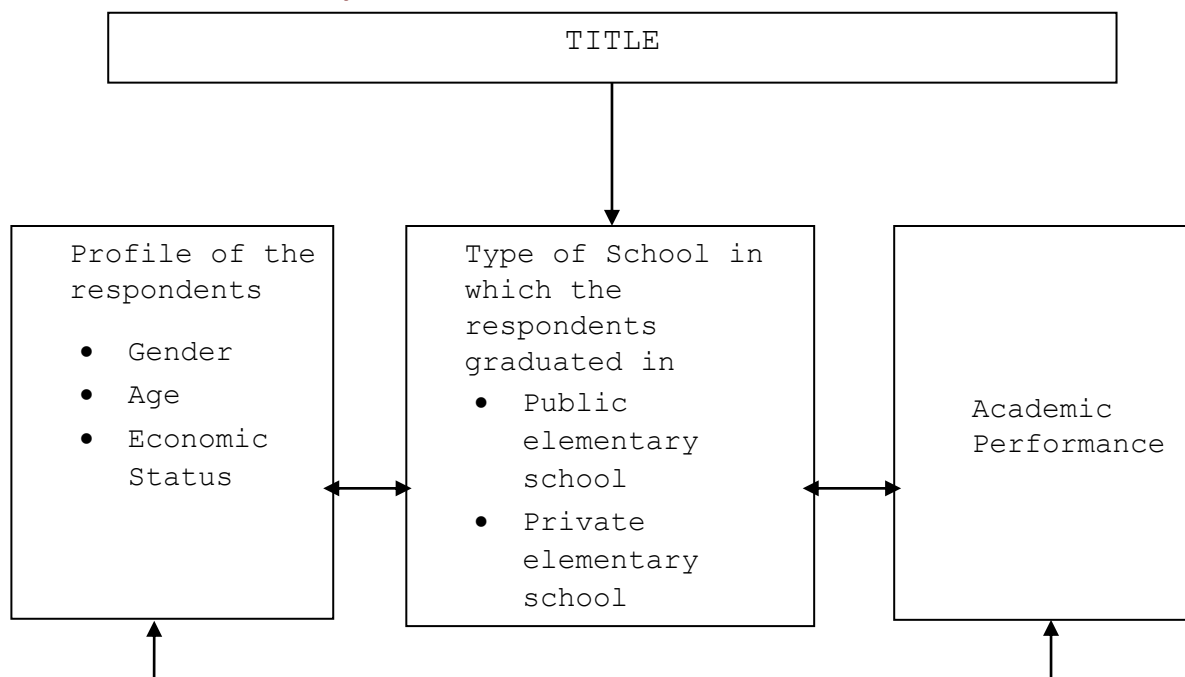 TITLE
Profile of the
respondents
• Gender
• Age
• Economic
Status
Type of School in
which the
respondents
graduated in
• Public
elementary
school
• Private
elementary
school
Academic
Performance